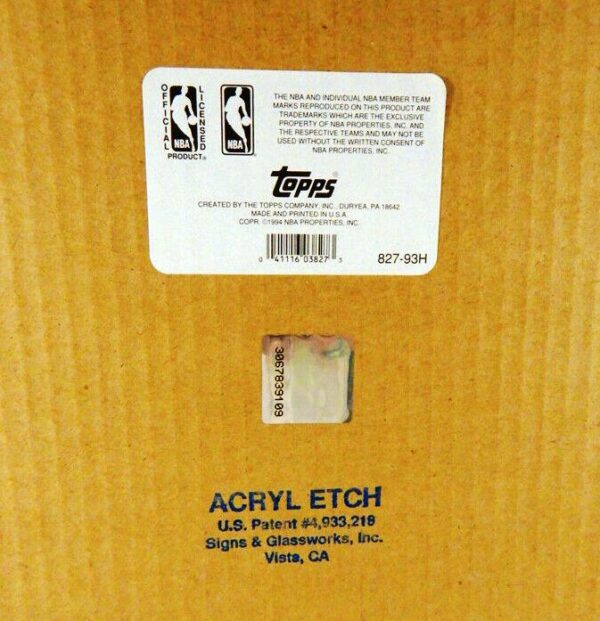 OFFICIAL
LICENSED
NBA
PRODUCT®
NBA
THE NBA AND INDIVIDUAL NBA MEMBER TEAM
MARKS REPRODUCED ON THIS PRODUCT ARE
TRADEMARKS WHICH ARE THE EXCLUSIVE
PROPERTY OF NBA PROPERTIES, INC. AND
THE RESPECTIVE TEAMS AND MAY NOT BE
USED WITHOUT THE WRITTEN CONSENT OF
NBA PROPERTIES, INC.
Topps
CREATED BY THE TOPPS COMPANY, INC., DURYEA, PA 18642
MADE AND PRINTED IN U.S.A.
COPR. ©1994 NBA PROPERTIES, INC.
0 41116 03827 3
827-93H
3067839109
ACRYL ETCH
U.S. Patent #4,933,218
Signs & Glassworks, Inc.
Vista, CA